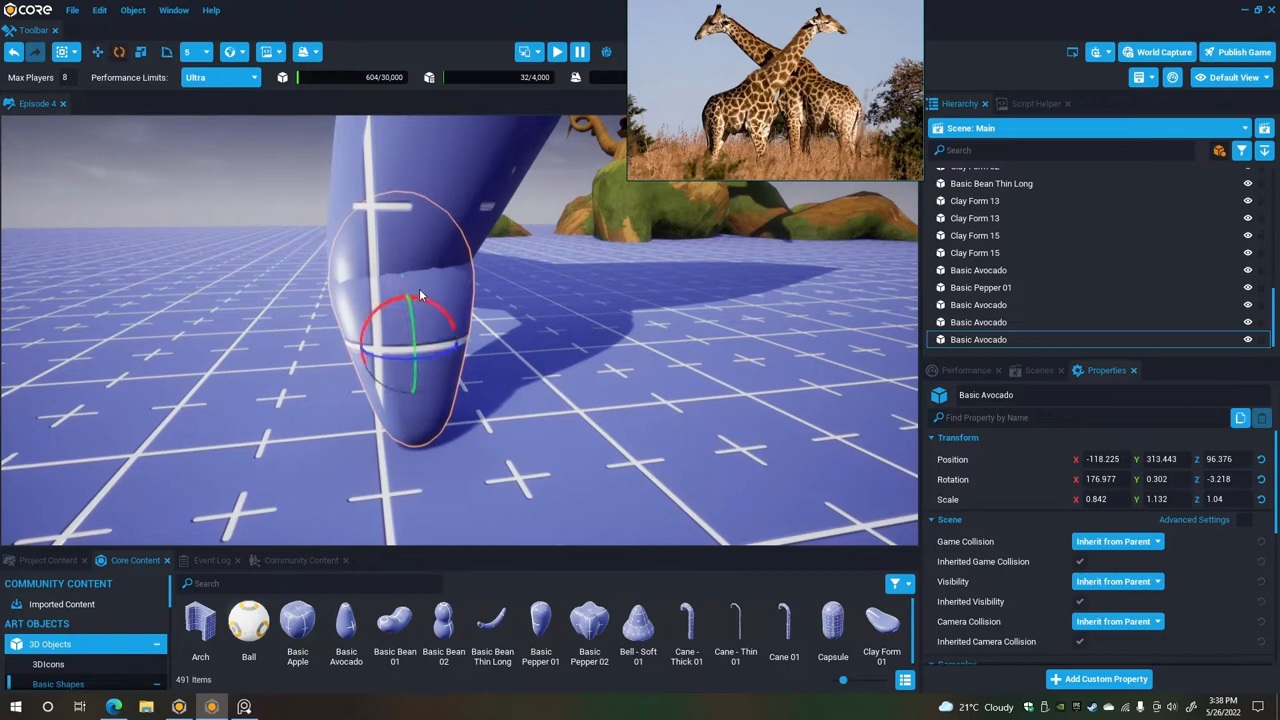 CORE File Edit Object Window Help
Toolbar
5 World Capture Publish Game
Max Players 8 Performance Limits: Ultra 604/30,000 32/4,000 Default View
Episode 4
Hierarchy Script Helper
Scene: Main
Search
Basic Bean Thin Long
Clay Form 13
Clay Form 13
Clay Form 15
Clay Form 15
Basic Avocado
Basic Pepper 01
Basic Avocado
Basic Avocado
Basic Avocado
Performance Scenes Properties
Basic Avocado
Find Property by Name
Transform
Position X -118.225 Y 313.443 Z 96.376
Rotation X 176.977 Y 0.302 Z -3.218
Scale X 0.842 Y 1.132 Z 1.04
Scene Advanced Settings
Game Collision Inherit from Parent
Inherited Game Collision
Visibility Inherit from Parent
Inherited Visibility
Camera Collision Inherit from Parent
Inherited Camera Collision
Add Custom Property
Project Content Core Content Event Log Community Content
COMMUNITY CONTENT
Imported Content
ART OBJECTS
3D Objects
3DIcons
Basic Shapes
Search
Arch
Ball
Basic Apple
Basic Avocado
Basic Bean 01
Basic Bean 02
Basic Bean Thin Long
Basic Pepper 01
Basic Pepper 02
Bell - Soft 01
Cane - Thick 01
Cane - Thin 01
Cane 01
Capsule
Clay Form 01
491 Items
21°C Cloudy 3:38 PM
5/26/2022